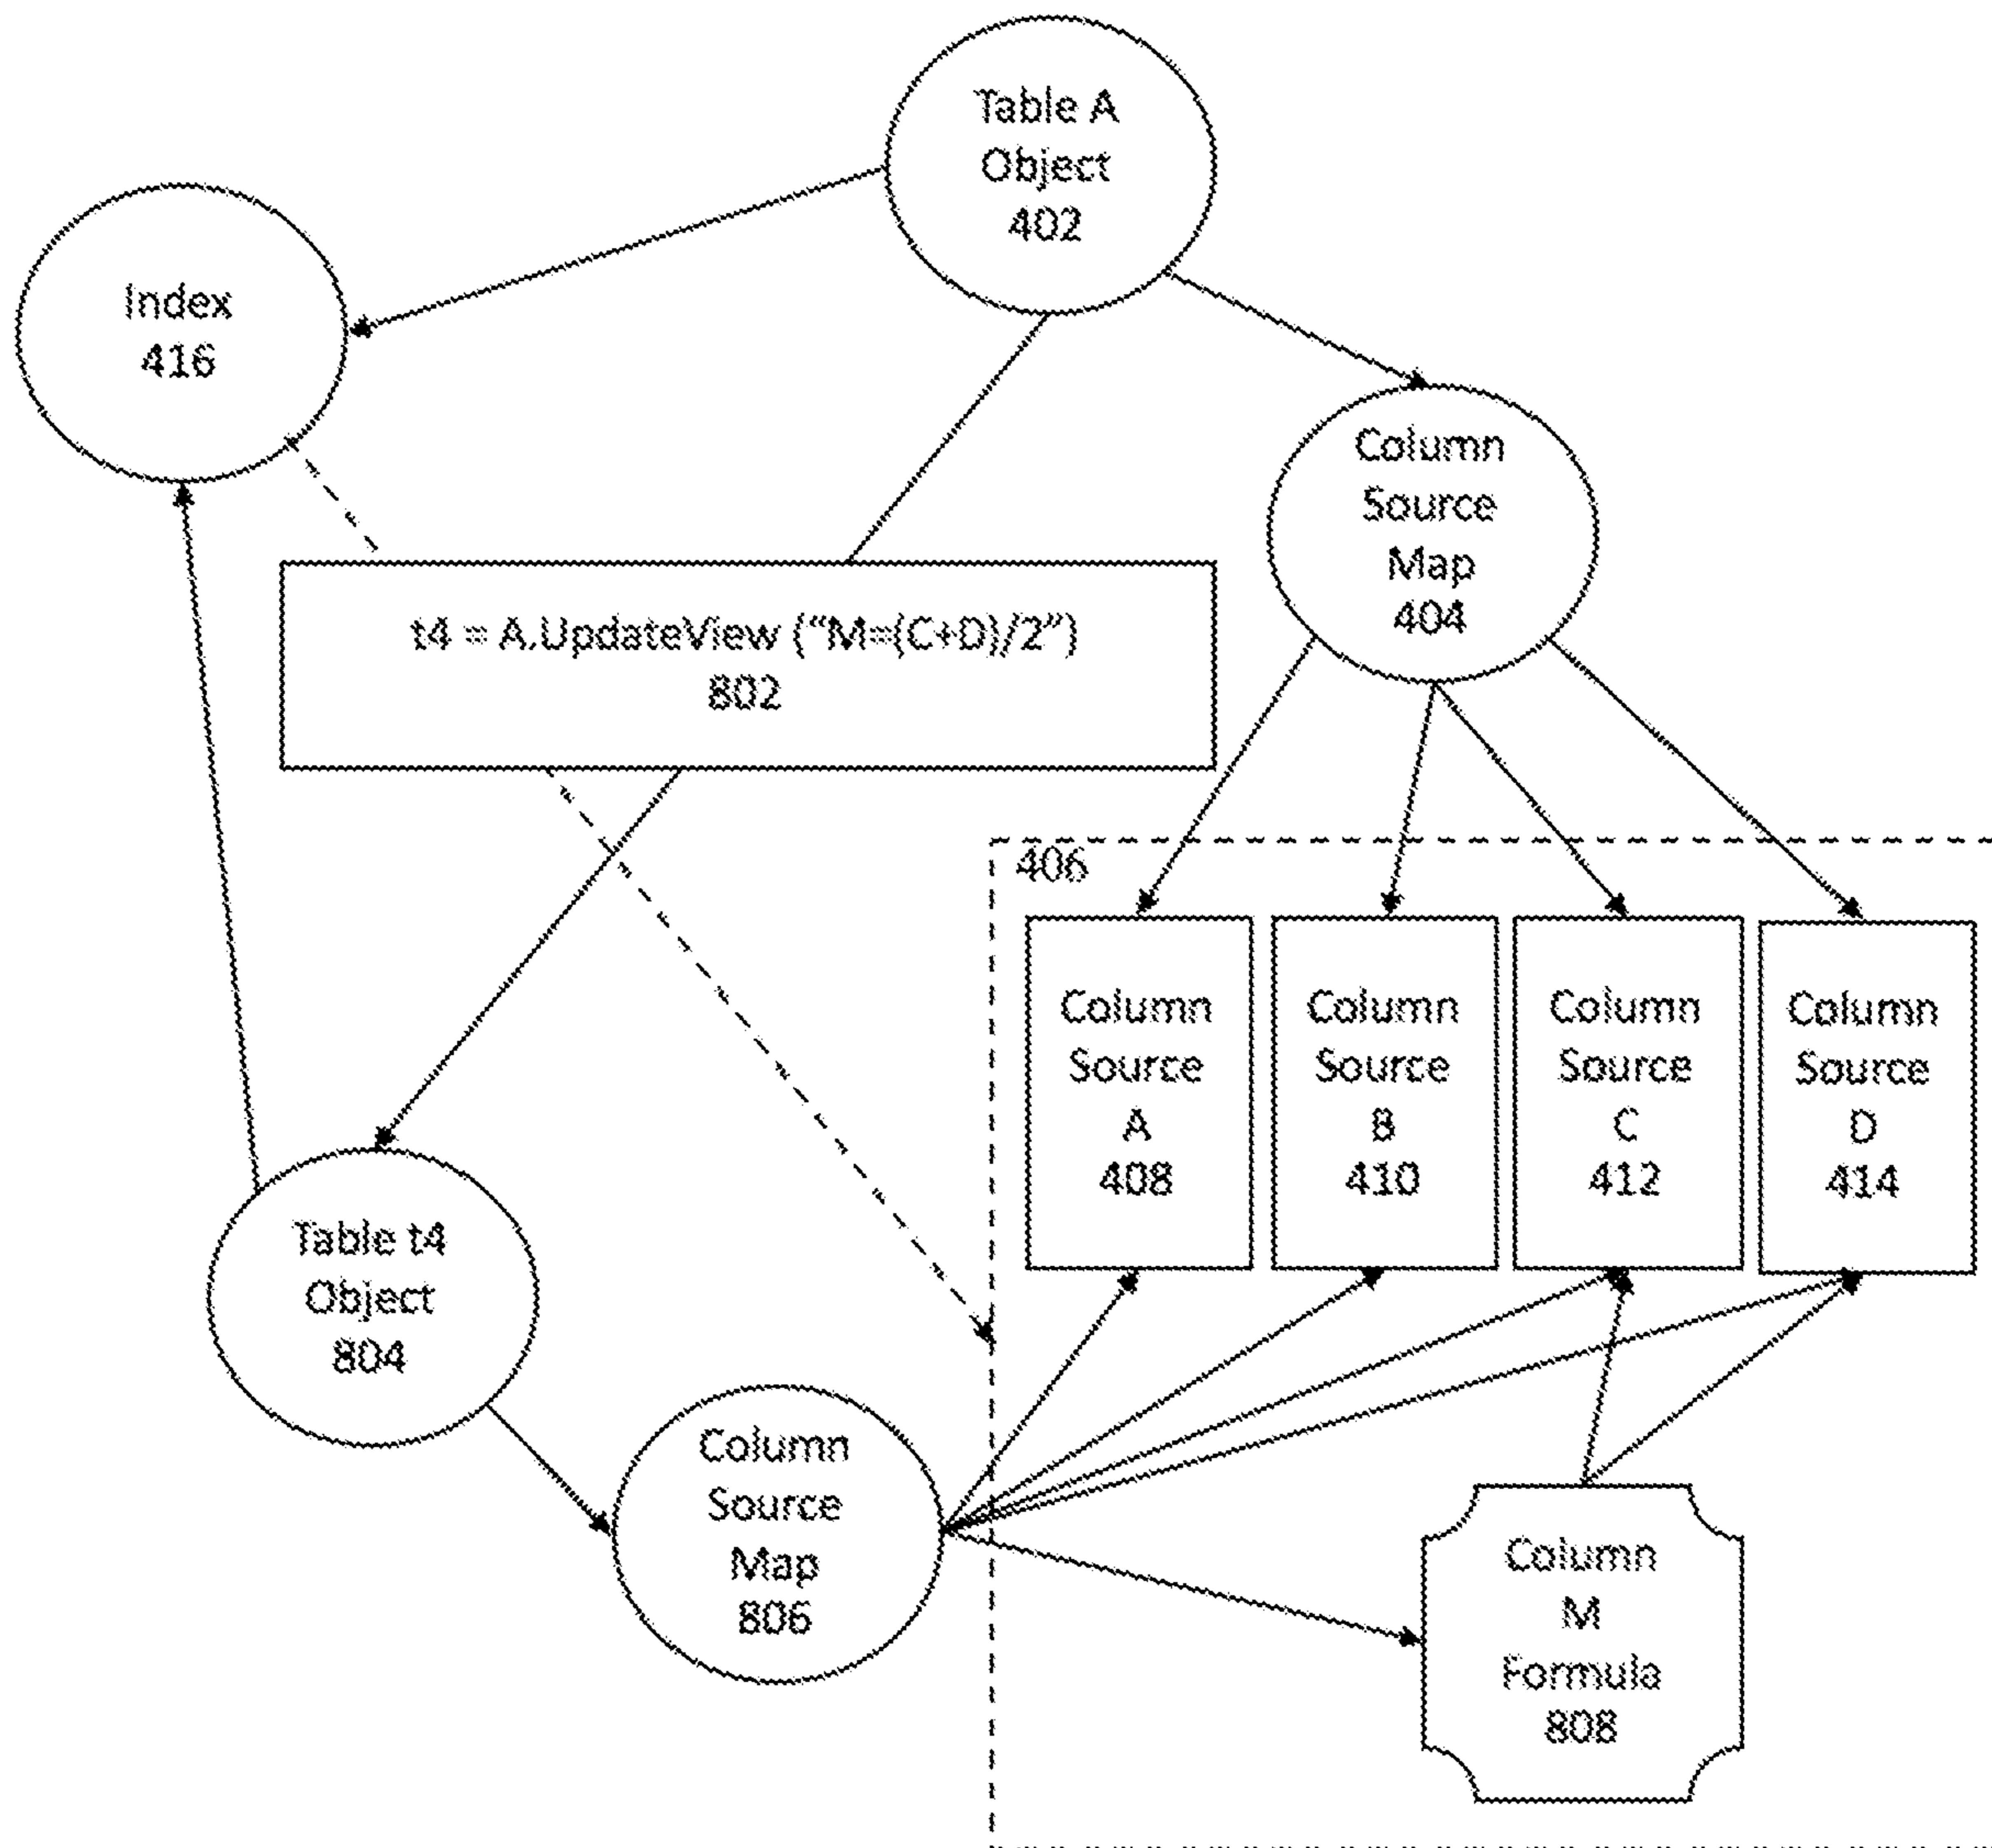 Table A
Object
402
Index
416
Column
Source
Map
404
t4 = A.UpdateView (“M=(C+D)/2”)
802
406
Column
Source
A
408
Column
Source
B
410
Column
Source
C
412
Column
Source
D
414
Table t4
Object
804
Column
Source
Map
806
Column
M
Formula
808